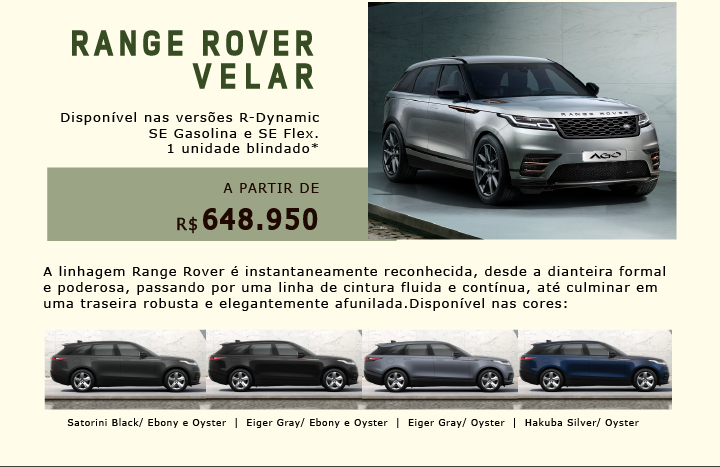 RANGE ROVER
VELAR
Disponível nas versões R-Dynamic
SE Gasolina e SE Flex.
1 unidade blindado*
A PARTIR DE
R$ 648.950
RANGE ROVER
AGO
A linhagem Range Rover é instantaneamente reconhecida, desde a dianteira formal
e poderosa, passando por uma linha de cintura fluida e contínua, até culminar em
uma traseira robusta e elegantemente afunilada.Disponível nas cores:
Satorini Black/ Ebony e Oyster | Eiger Gray/ Ebony e Oyster | Eiger Gray/ Oyster | Hakuba Silver/ Oyster